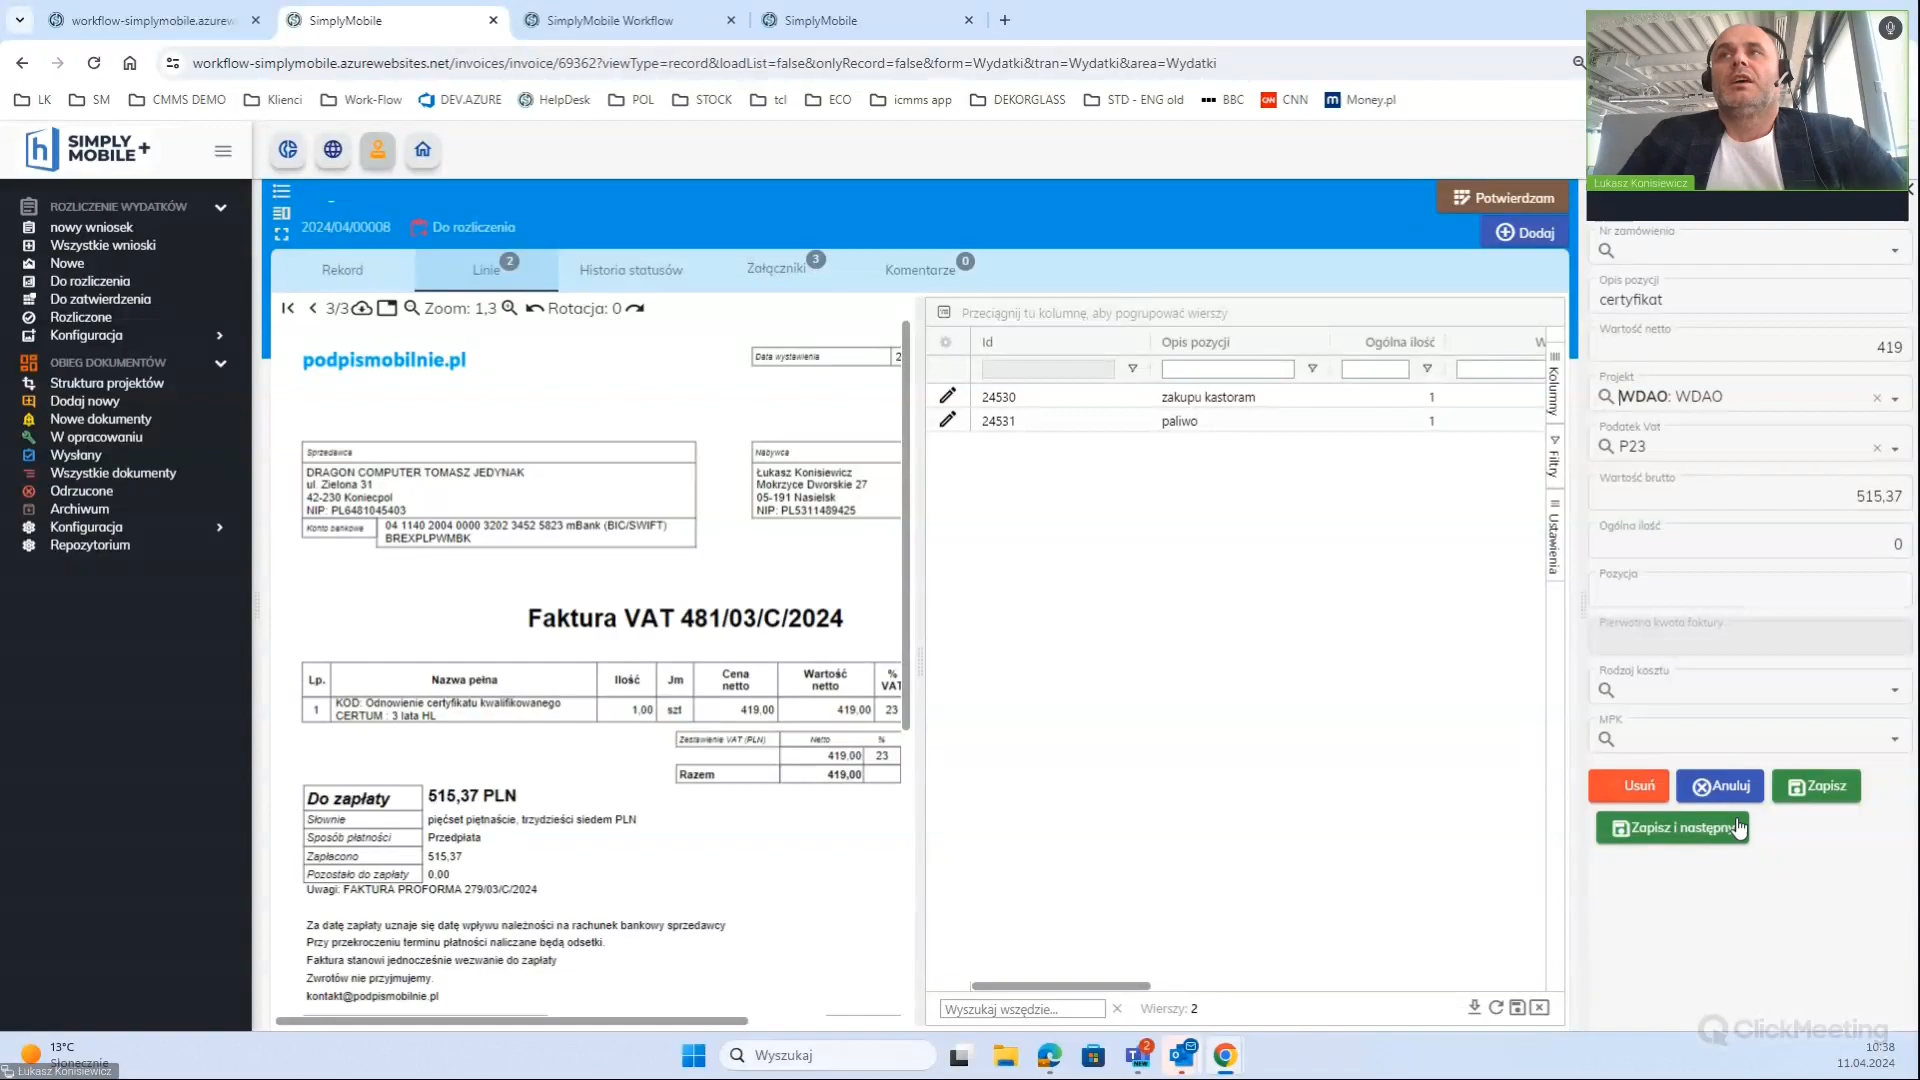 workflow-simplymobile.azurew
SimplyMobile
SimplyMobile Workflow
SimplyMobile
workflow-simplymobile.azurewebsites.net/invoices/invoice/69362?viewType=record&loadList=false&onlyRecord=false&form=Wydatki&tran=Wydatki&area=Wydatki
LK
SM
CMMS DEMO
Klienci
Work-Flow
DEV.AZURE
HelpDesk
POL
STOCK
tcl
ECO
icmms app
DEKORGLASS
STD - ENG old
BBC
CNN
Money.pl
SIMPLY
MOBILE+
ROZLICZENIE WYDATKÓW
nowy wniosek
Wszystkie wnioski
Nowe
Do rozliczenia
Do zatwierdzenia
Rozliczone
Konfiguracja
OBIEG DOKUMENTÓW
Struktura projektów
Dodaj nowy
Nowe dokumenty
W opracowaniu
Wysłany
Wszystkie dokumenty
Odrzucone
Archiwum
Konfiguracja
Repozytorium
2024/04/00008
Do rozliczenia
Potwierdzam
Dodaj
Rekord
Linie 2
Historia statusów
Załączniki 3
Komentarze 0
3/3
Zoom: 1,3
Rotacja: 0
podpismobilnie.pl
Data wystawienia 2
Sprzedawca
DRAGON COMPUTER TOMASZ JEDYNAK
ul. Zielona 31
42-230 Koniecpol
NIP: PL6481045403
Konto bankowe
04 1140 2004 0000 3202 3452 5823 mBank (BIC/SWIFT)
BREXPLPWMBK
Nabywca
Łukasz Konisiewicz
Mokrzyce Dworskie 27
05-191 Nasielsk
NIP: PL5311489425
Faktura VAT 481/03/C/2024
Lp. Nazwa pełna Ilość Jm Cena netto Wartość netto % VAT
1 KOD: Odnowienie certyfikatu kwalifikowanego 1,00 szt 419,00 419,00 23
CERTUM : 3 lata HL
Zestawienie VAT (PLN) Netto %
419,00 23
Razem 419,00
Do zapłaty 515,37 PLN
Słownie pięćset piętnaście, trzydzieści siedem PLN
Sposób płatności Przedpłata
Zapłacono 515,37
Pozostało do zapłaty 0,00
Uwagi: FAKTURA PROFORMA 279/03/C/2024
Za datę zapłaty uznaje się datę wpływu należności na rachunek bankowy sprzedawcy
Przy przekroczeniu terminu płatności naliczane będą odsetki.
Faktura stanowi jednocześnie wezwanie do zapłaty
Zwrotów nie przyjmujemy.
kontakt@podpismobilnie.pl
Przeciągnij tu kolumnę, aby pogrupować wierszy
Id Opis pozycji Ogólna ilość W
24530 zakupu kastoram 1
24531 paliwo 1
Kolumny
Filtry
Ustawienia
Wyszukaj wszędzie...
Wierszy: 2
Łukasz Konisiewicz
Nr zamówienia
Opis pozycji
certyfikat
Wartość netto
419
Projekt
WDAO: WDAO
Podatek Vat
P23
Wartość brutto
515,37
Ogólna ilość
0
Pozycja
Pierwotna kwota faktury
Rodzaj kosztu
MPK
Usuń
Anuluj
Zapisz
Zapisz i następny
ClickMeeting
13°C
Słonecznie
Łukasz Konisiewicz
Wyszukaj
2
NEW
10:38
11.04.2024